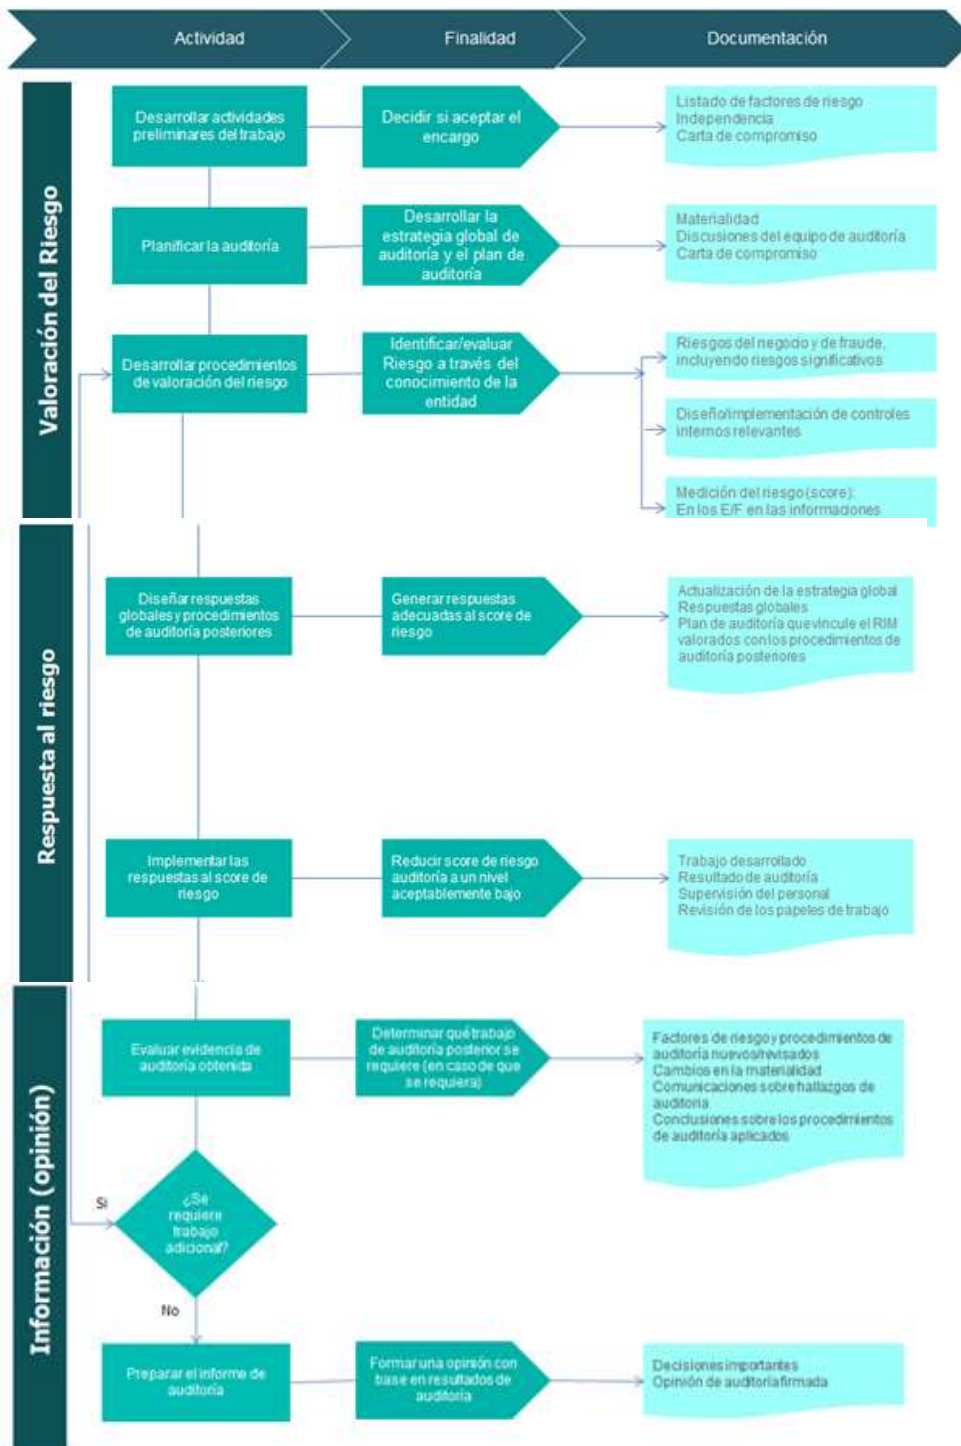 Actividad
Finalidad
Documentación
Valoración del Riesgo
Desarrollar actividades
preliminares del trabajo
Decidir si aceptar el
encargo
Listado de factores de riesgo
Independencia
Carta de compromiso
Planificar la auditoría
Desarrollar la
estrategia global de
auditoría y el plan de
auditoría
Materialidad
Discusiones del equipo de auditoría
Carta de compromiso
Desarrollar procedimientos
de valoración del riesgo
Identificar/evaluar
Riesgo a través del
conocimiento de la
entidad
Riesgos del negocio y de fraude,
incluyendo riesgos significativos
Diseño/implementación de controles
internos relevantes
Medición del riesgo (score):
En los E/F en las informaciones
Respuesta al riesgo
Diseñar respuestas
globales y procedimientos
de auditoría posteriores
Generar respuestas
adecuadas al score de
riesgo
Actualización de la estrategia global
Respuestas globales
Plan de auditoría que vincule el RIM
valorados con los procedimientos de
auditoría posteriores
Implementar las
respuestas al score de
riesgo
Reducir score de riesgo
auditoría a un nivel
aceptablemente bajo
Trabajo desarrollado
Resultado de auditoría
Supervisión del personal
Revisión de los papeles de trabajo
Información (opinión)
Evaluar evidencia de
auditoría obtenida
Determinar qué trabajo
de auditoría posterior se
requiere (en caso de que
se requiera)
Factores de riesgo y procedimientos de
auditoría nuevos/revisados
Cambios en la materialidad
Comunicaciones sobre hallazgos de
auditoría
Conclusiones sobre los procedimientos
de auditoría aplicados
Si
¿Se
requiere
trabajo
adicional?
No
Preparar el informe de
auditoría
Formar una opinión con
base en resultados de
auditoría
Decisiones importantes
Opinión de auditoría firmada